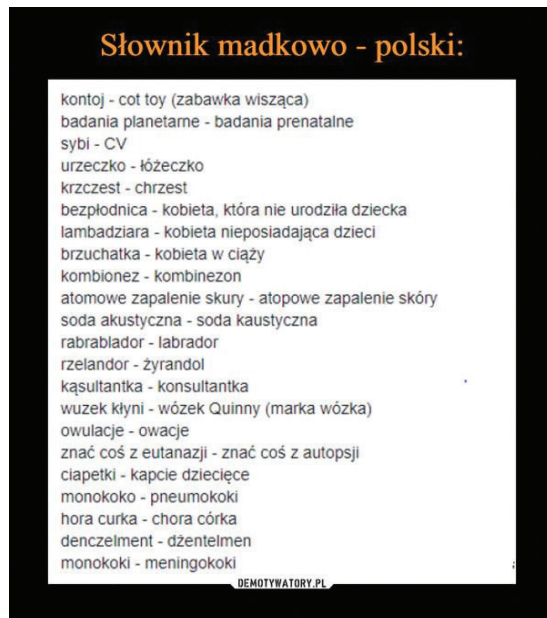 Słownik madkowo - polski:
kontoj - cot toy (zabawka wisząca)
badania planetarne - badania prenatalne
sybi - CV
urzeczko - łóżeczko
krzczest - chrzest
bezpłodnica - kobieta, która nie urodziła dziecka
lambadziara - kobieta nieposiadająca dzieci
brzuchatka - kobieta w ciąży
kombionez - kombinezon
atomowe zapalenie skury - atopowe zapalenie skóry
soda akustyczna - soda kaustyczna
rabrablador - labrador
rzelandor - żyrandol
kąsultantka - konsultantka
wuzek kłyni - wózek Quinny (marka wózka)
owulacje - owacje
znać coś z eutanazji - znać coś z autopsji
ciapetki - kapcie dziecięce
monokoko - pneumokoki
hora curka - chora córka
denczelment - dżentelmen
monokoki - meningokoki
DEMOTYWATORY.PL